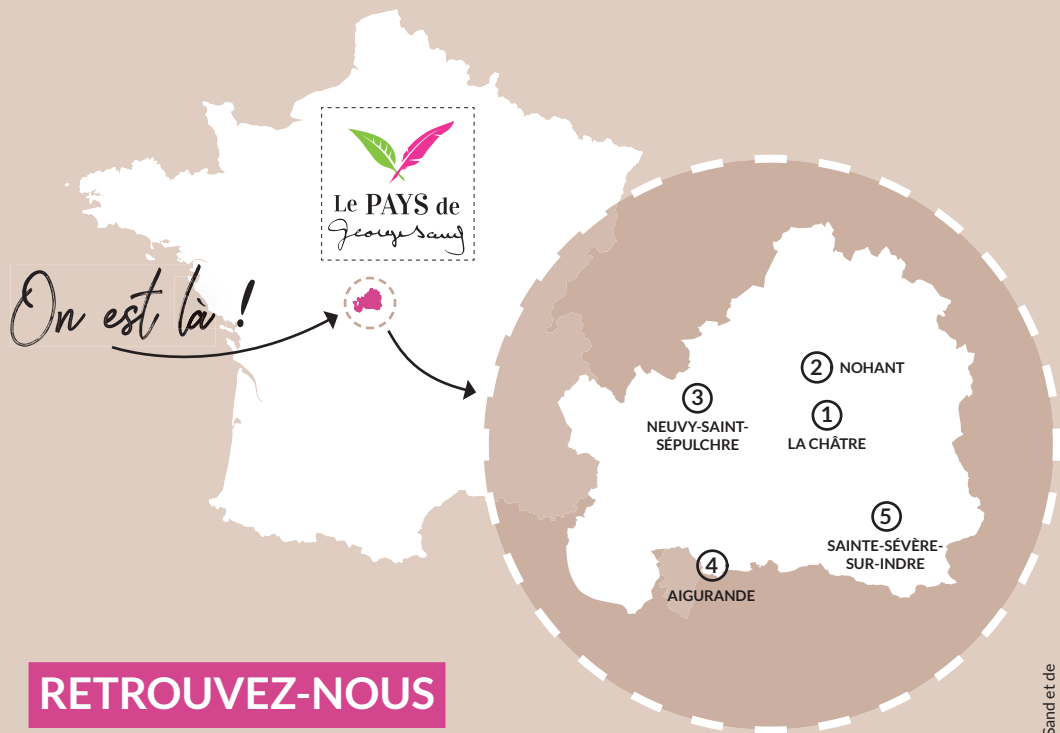 Le PAYS de
George Sand
On est là !
2 NOHANT
3
NEUVY-SAINT-
SÉPULCHRE
1
LA CHÂTRE
5
SAINTE-SÉVÈRE-
SUR-INDRE
4
AIGURANDE
RETROUVEZ-NOUS
Sand et de